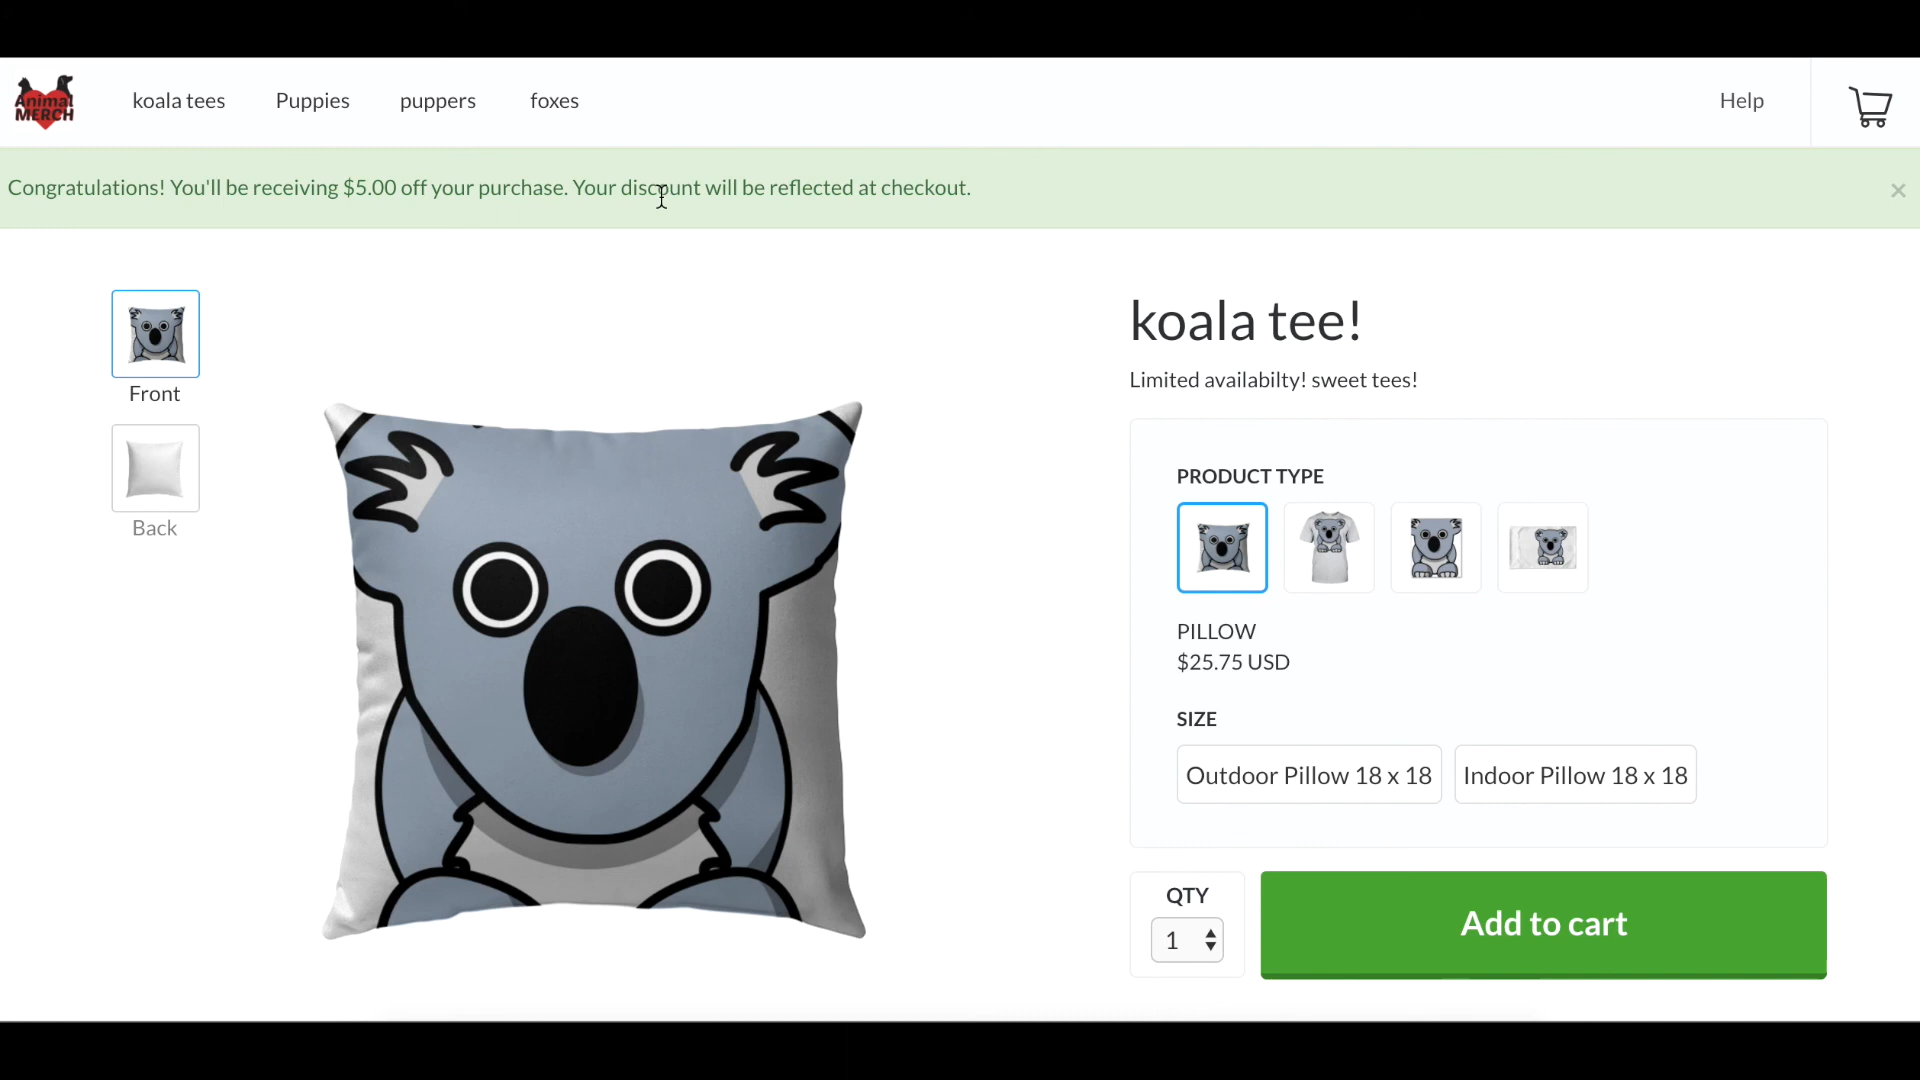 Animal
MERCH
koala tees
Puppies
puppers
foxes
Help
Congratulations! You'll be receiving $5.00 off your purchase. Your discount will be reflected at checkout.
×
Front
Back
koala tee!
Limited availabilty! sweet tees!
PRODUCT TYPE
PILLOW
$25.75 USD
SIZE
Outdoor Pillow 18 x 18
Indoor Pillow 18 x 18
QTY
1
Add to cart